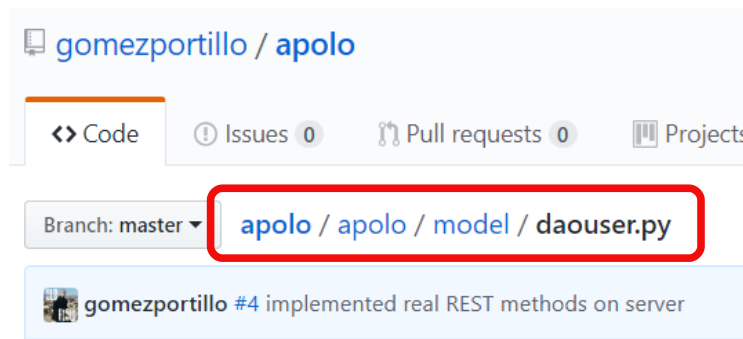 gomezportillo / apolo
Code Issues 0 Pull requests 0 Projects
Branch: master apolo / apolo / model / daouser.py
gomezportillo #4 implemented real REST methods on server